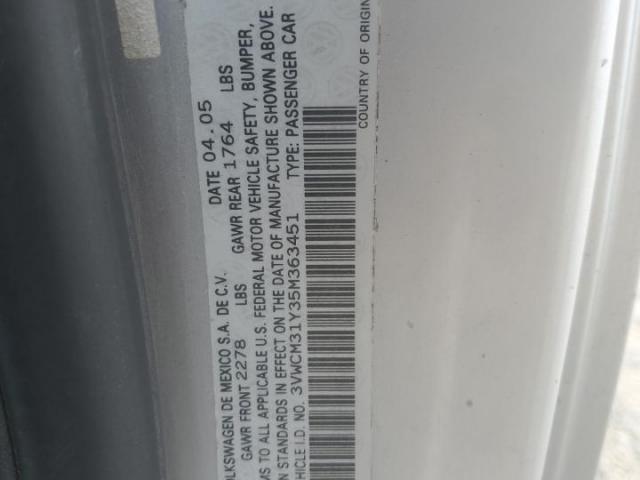 OLKSWAGEN DE MEXICO S.A. DE C.V. DATE 04.05
GAWR FRONT 2278 LBS GAWR REAR 1764 LBS
MS TO ALL APPLICABLE U.S. FEDERAL MOTOR VEHICLE SAFETY, BUMPER,
N STANDARDS IN EFFECT ON THE DATE OF MANUFACTURE SHOWN ABOVE.
HICLE I.D. NO. 3VWCM31Y35M363451 TYPE: PASSENGER CAR
COUNTRY OF ORIGIN